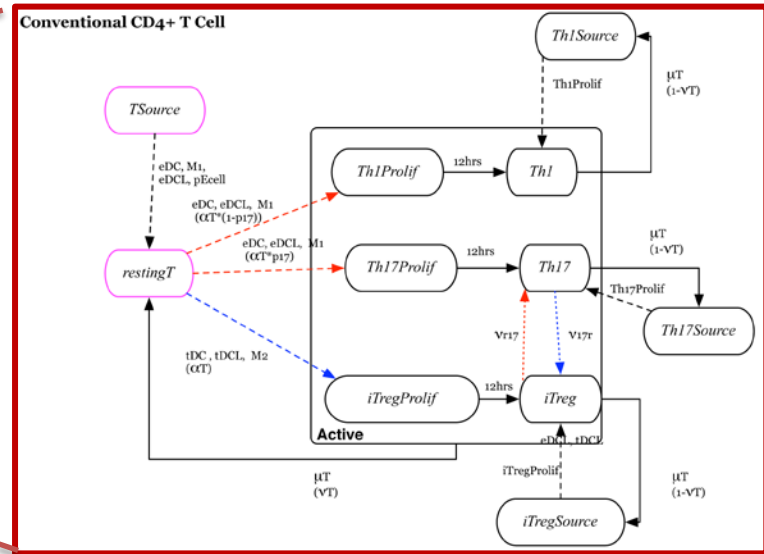 Conventional CD4+ T Cell
Th1Source
TSource
Th1Prolif
μT
(1-νT)
eDC, M1,
eDCL, pEcell
Th1Prolif
12hrs
Th1
eDC, eDCL, M1
(αT*(1-p17))
eDC, eDCL, M1
(αT*p17)
restingT
Th17Prolif
12hrs
Th17
μT
(1-νT)
Th17Prolif
Th17Source
νr17
ν17r
tDC , tDCL, M2
(αT)
iTregProlif
12hrs
iTreg
Active
eDCL, tDCL
iTregProlif
μT
(νT)
μT
(1-νT)
iTregSource